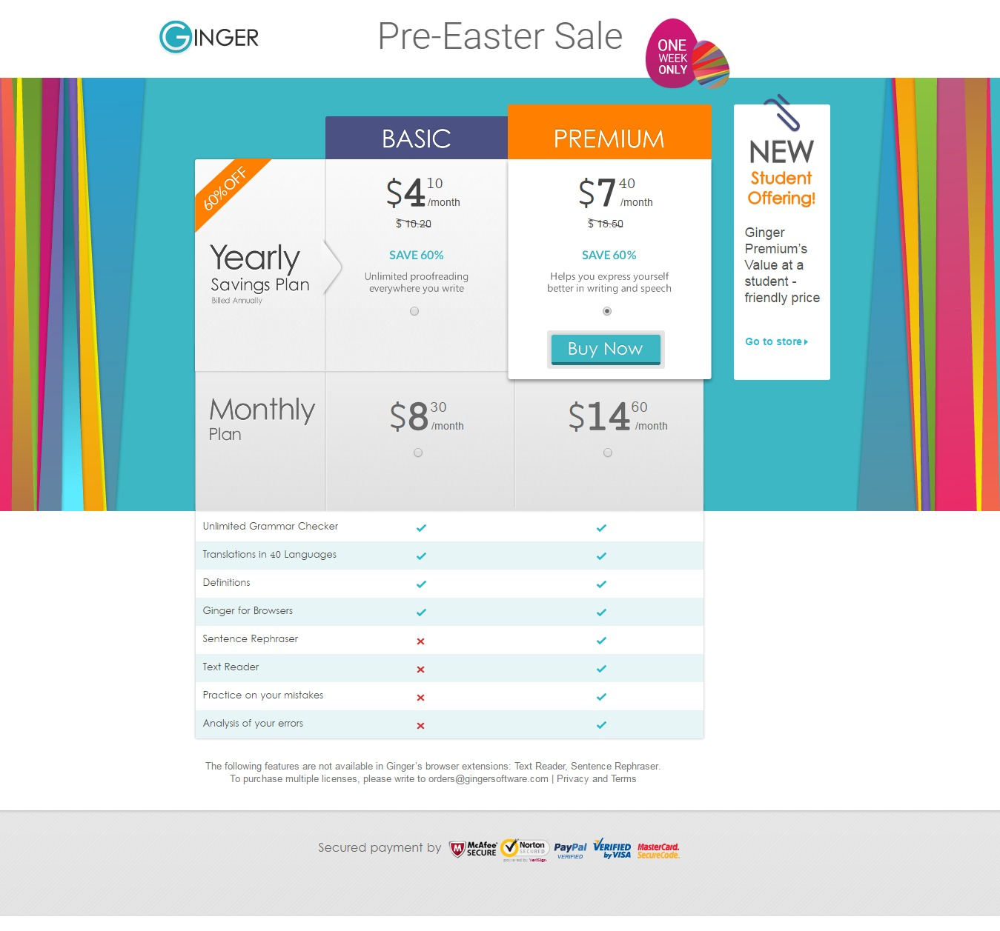 GINGER
Pre-Easter Sale
ONE
WEEK
ONLY
BASIC
PREMIUM
60%OFF
Yearly
Savings Plan
Billed Annually
$4 10 /month
$ 10.20
SAVE 60%
Unlimited proofreading
everywhere you write
$7 40 /month
$ 18.50
SAVE 60%
Helps you express yourself
better in writing and speech
Buy Now
NEW
Student
Offering!
Ginger
Premium's
Value at a
student -
friendly price
Go to store
Monthly
Plan
$8 30 /month
$14 60 /month
Unlimited Grammar Checker
Translations in 40 Languages
Definitions
Ginger for Browsers
Sentence Rephraser
Text Reader
Practice on your mistakes
Analysis of your errors
The following features are not available in Ginger's browser extensions: Text Reader, Sentence Rephraser.
To purchase multiple licenses, please write to orders@gingersoftware.com | Privacy and Terms
Secured payment by
McAfee
SECURE
Norton
SECURED
powered by VeriSign
PayPal
VERIFIED
VERIFIED
by VISA
MasterCard.
SecureCode.